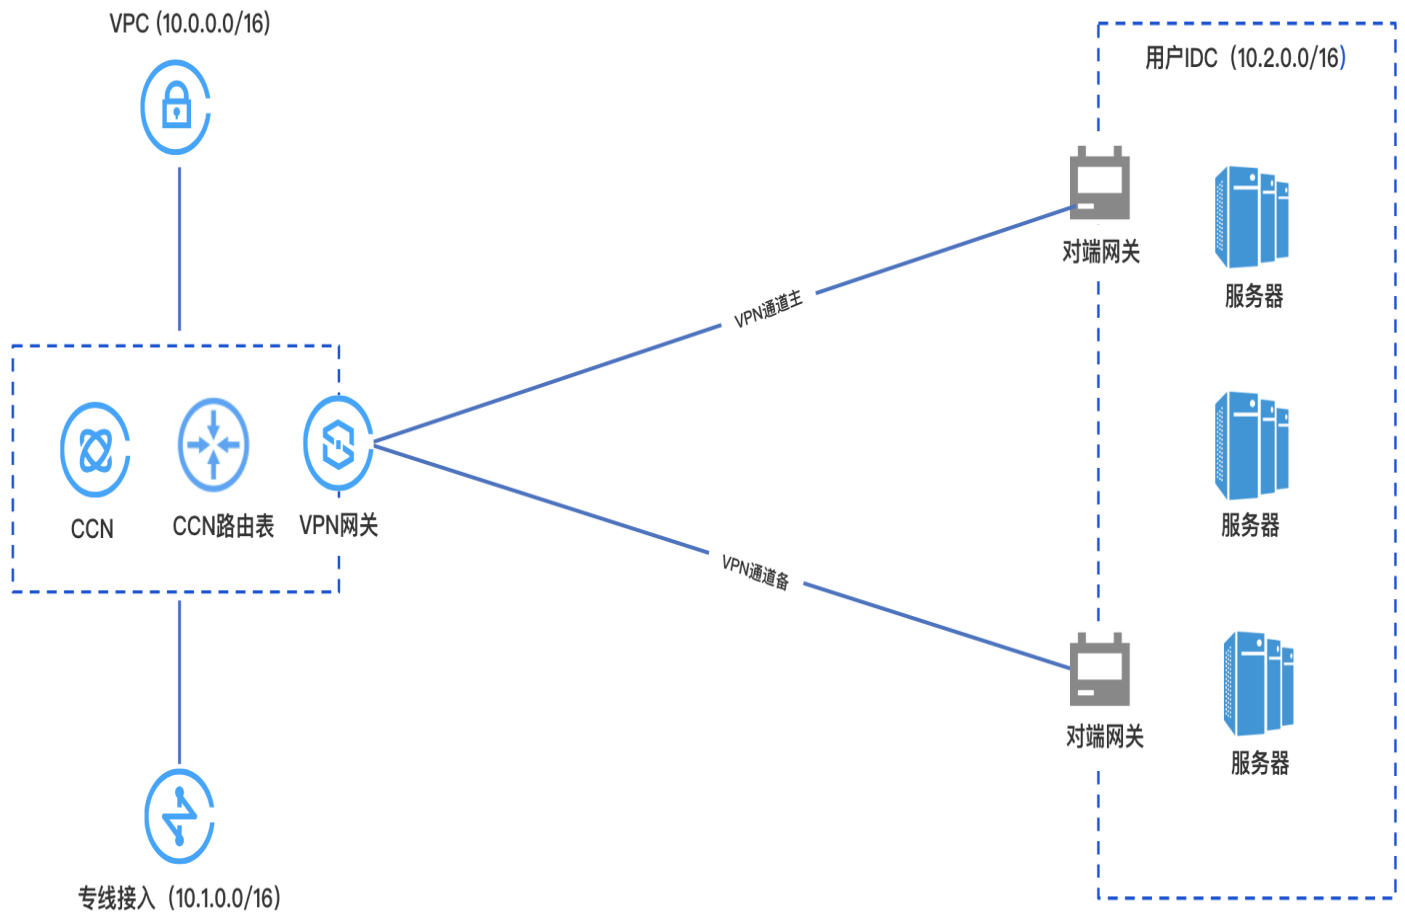 VPC (10.0.0.0/16)
用户IDC（10.2.0.0/16）
对端网关
服务器
VPN通道主
CCN
CCN路由表
VPN网关
服务器
VPN通道备
对端网关
服务器
专线接入（10.1.0.0/16）